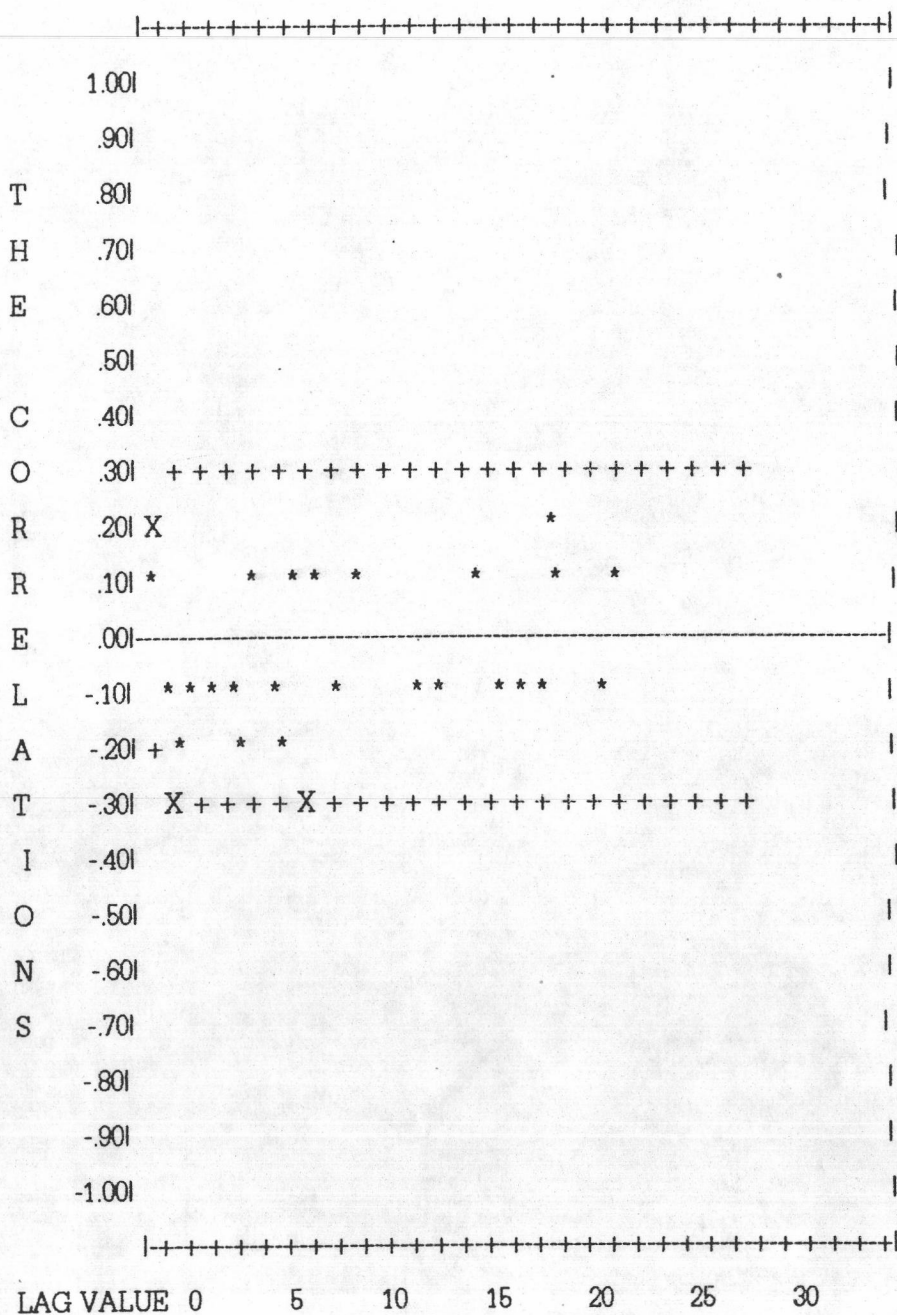 |-+-+-+-+-+-+-+-+-+-+-+-+-+-+-+-+-+-+-+-+-+-+-+-+-+-+-+-+-+-+-+-+-+-+-+-|
1.00| |
.90| |
T .80| |
H .70| |
E .60| |
.50| |
C .40| |
O .30| + + + + + + + + + + + + + + + + + + + + + + +
R .20| X * |
R .10| * * * * * * * * |
E .00|------------------------------------------------------------|
L -.10| * * * * * * * * * * * * |
A -.20| + * * * |
T -.30| X + + + + X + + + + + + + + + + + + + + + + + |
I -.40| |
O -.50| |
N -.60| |
S -.70| |
-.80| |
-.90| |
-1.00| |
|-+-+-+-+-+-+-+-+-+-+-+-+-+-+-+-+-+-+-+-+-+-+-+-+-+-+-+-+-+-+-+-+-+-+-+-|
LAG VALUE 0 5 10 15 20 25 30